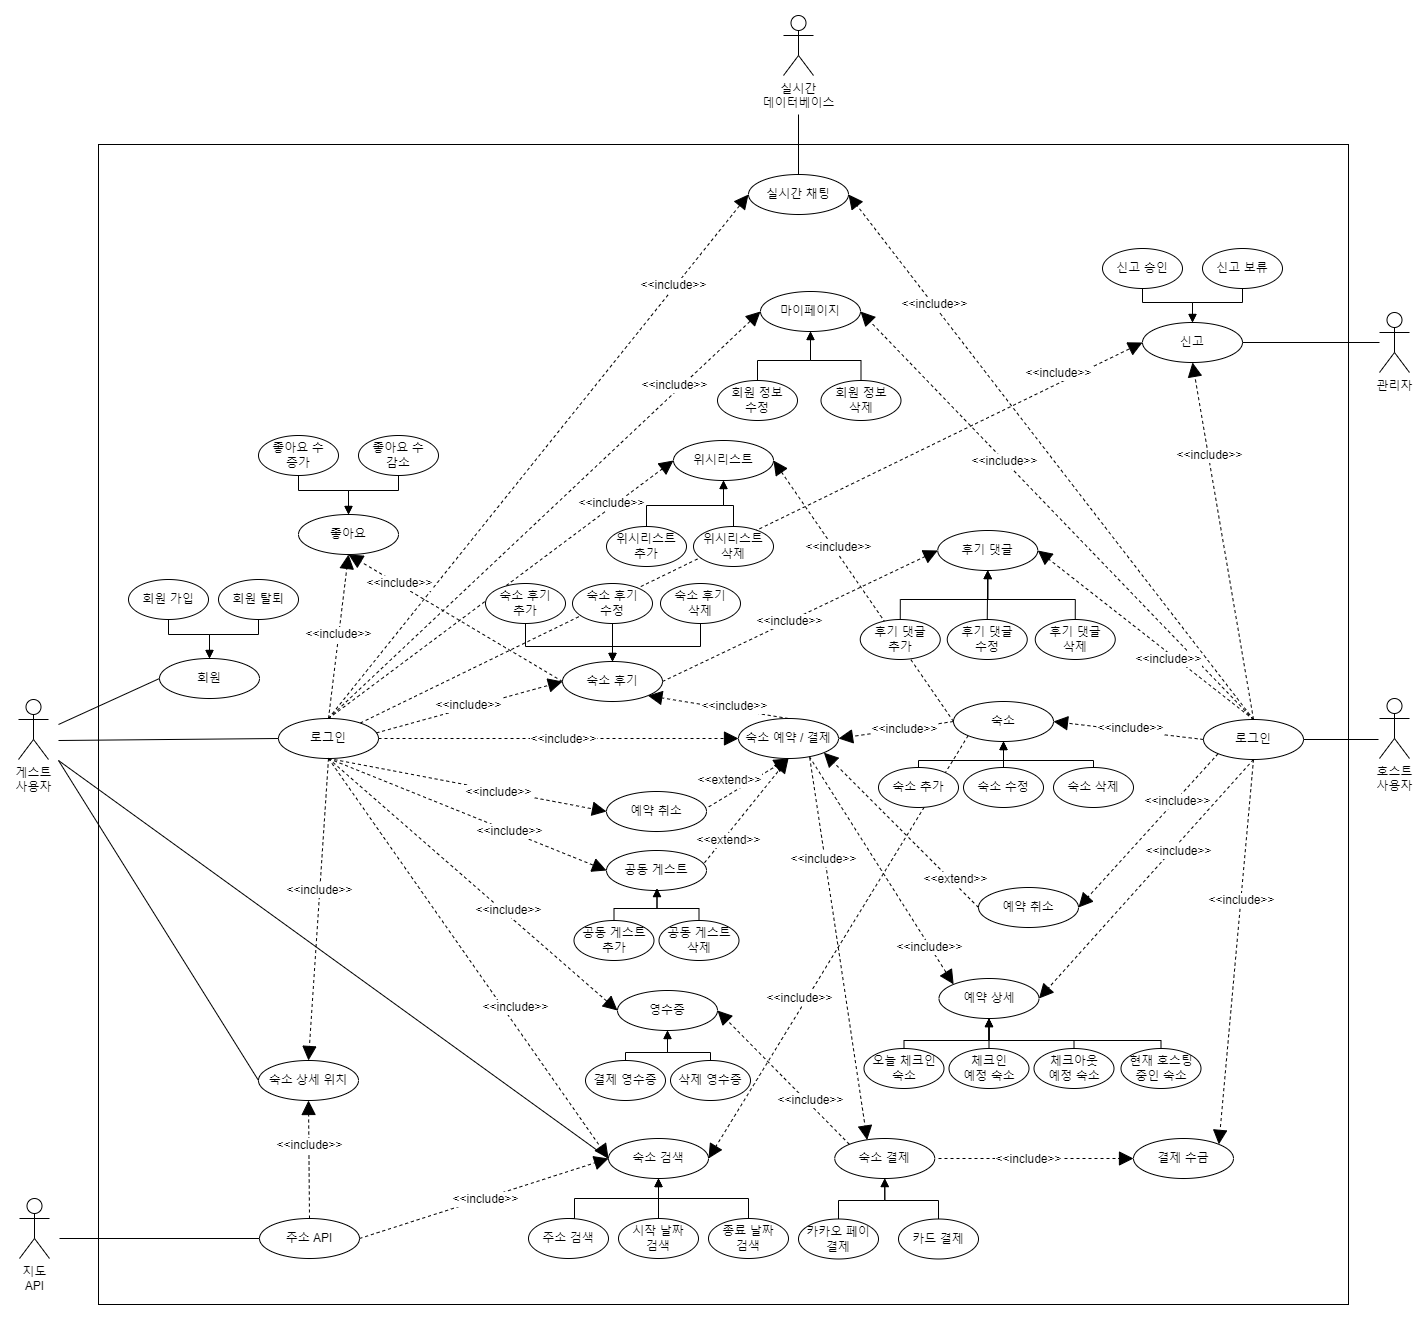 실시간
데이터베이스
실시간 채팅
신고 승인
신고 보류
<<include>>
<<include>>
마이페이지
신고
<<include>>
<<include>>
관리자
회원 정보
수정
회원 정보
삭제
좋아요 수
증가
좋아요 수
감소
위시리스트
<<include>>
<<include>>
<<include>>
좋아요
위시리스트
추가
위시리스트
삭제
<<include>>
후기 댓글
<<include>>
회원 가입
회원 탈퇴
숙소 후기
추가
숙소 후기
수정
숙소 후기
삭제
<<include>>
<<include>>
후기 댓글
추가
후기 댓글
수정
후기 댓글
삭제
<<include>>
회원
숙소 후기
<<include>>
<<include>>
숙소
<<include>>
<<include>>
로그인
<<include>>
숙소 예약 / 결제
로그인
게스트
사용자
호스트
사용자
<<include>>
<<extend>>
숙소 추가
숙소 수정
숙소 삭제
<<include>>
예약 취소
<<include>>
<<extend>>
<<include>>
<<include>>
공동 게스트
<<include>>
<<extend>>
<<include>>
<<include>>
예약 취소
공동 게스트
추가
공동 게스트
삭제
<<include>>
<<include>>
<<include>>
예약 상세
영수증
오늘 체크인
숙소
체크인
예정 숙소
체크아웃
예정 숙소
현재 호스팅
중인 숙소
숙소 상세 위치
결제 영수증
삭제 영수증
<<include>>
<<include>>
숙소 검색
숙소 결제
<<include>>
결제 수금
<<include>>
주소 API
주소 검색
시작 날짜
검색
종료 날짜
검색
카카오 페이
결제
카드 결제
지도
API